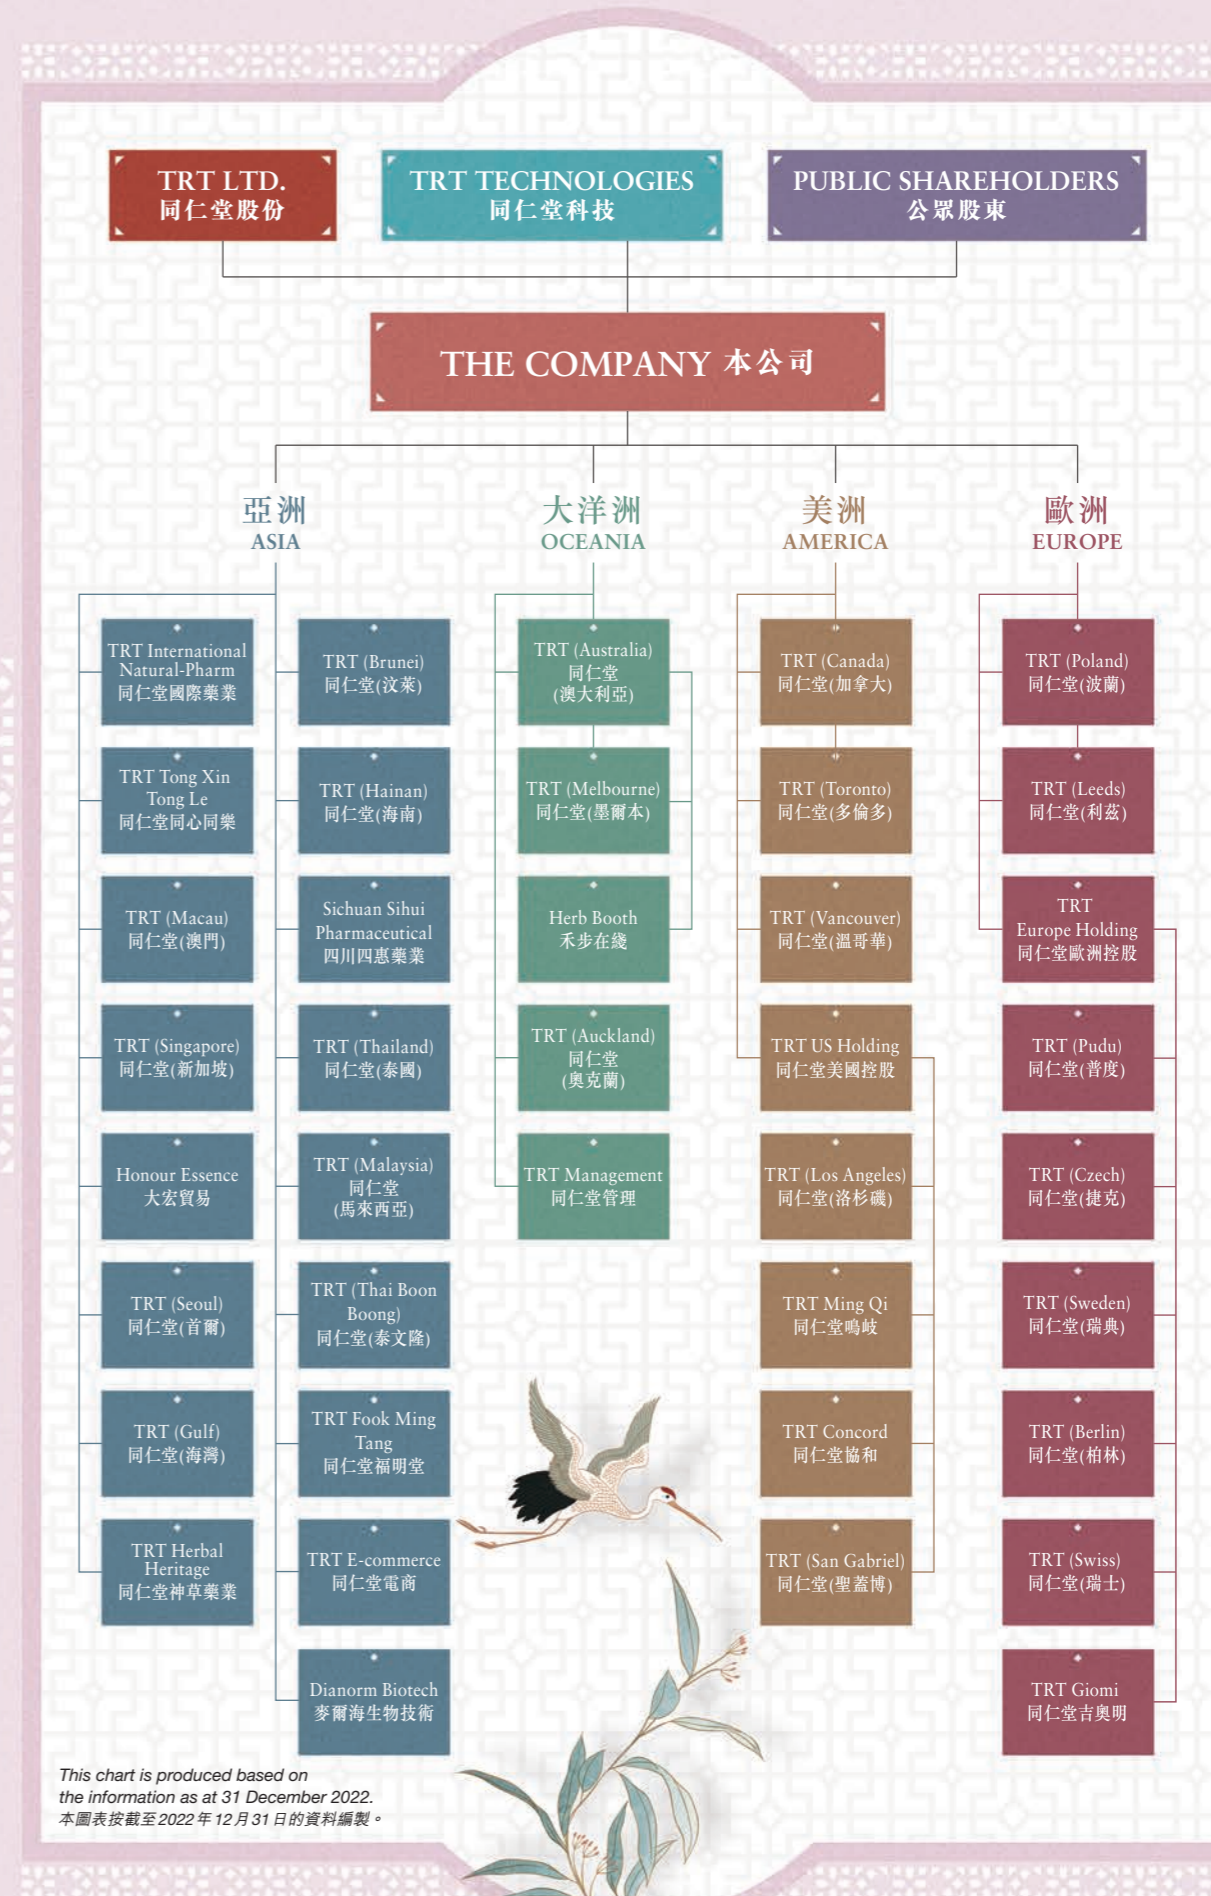 TRT LTD.
同仁堂股份
TRT TECHNOLOGIES
同仁堂科技
PUBLIC SHAREHOLDERS
公眾股東
THE COMPANY 本公司
亞洲
ASIA
TRT International
Natural-Pharm
同仁堂國際藥業
TRT Tong Xin
Tong Le
同仁堂同心同樂
TRT (Macau)
同仁堂(澳門)
TRT (Singapore)
同仁堂(新加坡)
Honour Essence
大宏貿易
TRT (Seoul)
同仁堂(首爾)
TRT (Gulf)
同仁堂(海灣)
TRT Herbal
Heritage
同仁堂神草藥業
TRT (Brunei)
同仁堂(汶萊)
TRT (Hainan)
同仁堂(海南)
Sichuan Sihui
Pharmaceutical
四川四惠藥業
TRT (Thailand)
同仁堂(泰國)
TRT (Malaysia)
同仁堂
(馬來西亞)
TRT (Thai Boon
Boong)
同仁堂(泰文隆)
TRT Fook Ming
Tang
同仁堂福明堂
TRT E-commerce
同仁堂電商
Dianorm Biotech
麥爾海生物技術
大洋洲
OCEANIA
TRT (Australia)
同仁堂
(澳大利亞)
TRT (Melbourne)
同仁堂(墨爾本)
Herb Booth
禾步在綫
TRT (Auckland)
同仁堂
(奧克蘭)
TRT Management
同仁堂管理
美洲
AMERICA
TRT (Canada)
同仁堂(加拿大)
TRT (Toronto)
同仁堂(多倫多)
TRT (Vancouver)
同仁堂(溫哥華)
TRT US Holding
同仁堂美國控股
TRT (Los Angeles)
同仁堂(洛杉磯)
TRT Ming Qi
同仁堂鳴岐
TRT Concord
同仁堂協和
TRT (San Gabriel)
同仁堂(聖蓋博)
歐洲
EUROPE
TRT (Poland)
同仁堂(波蘭)
TRT (Leeds)
同仁堂(利茲)
TRT
Europe Holding
同仁堂歐洲控股
TRT (Pudu)
同仁堂(普度)
TRT (Czech)
同仁堂(捷克)
TRT (Sweden)
同仁堂(瑞典)
TRT (Berlin)
同仁堂(柏林)
TRT (Swiss)
同仁堂(瑞士)
TRT Giomi
同仁堂吉奧明
This chart is produced based on
the information as at 31 December 2022.
本圖表按截至2022年12月31日的資料編製。